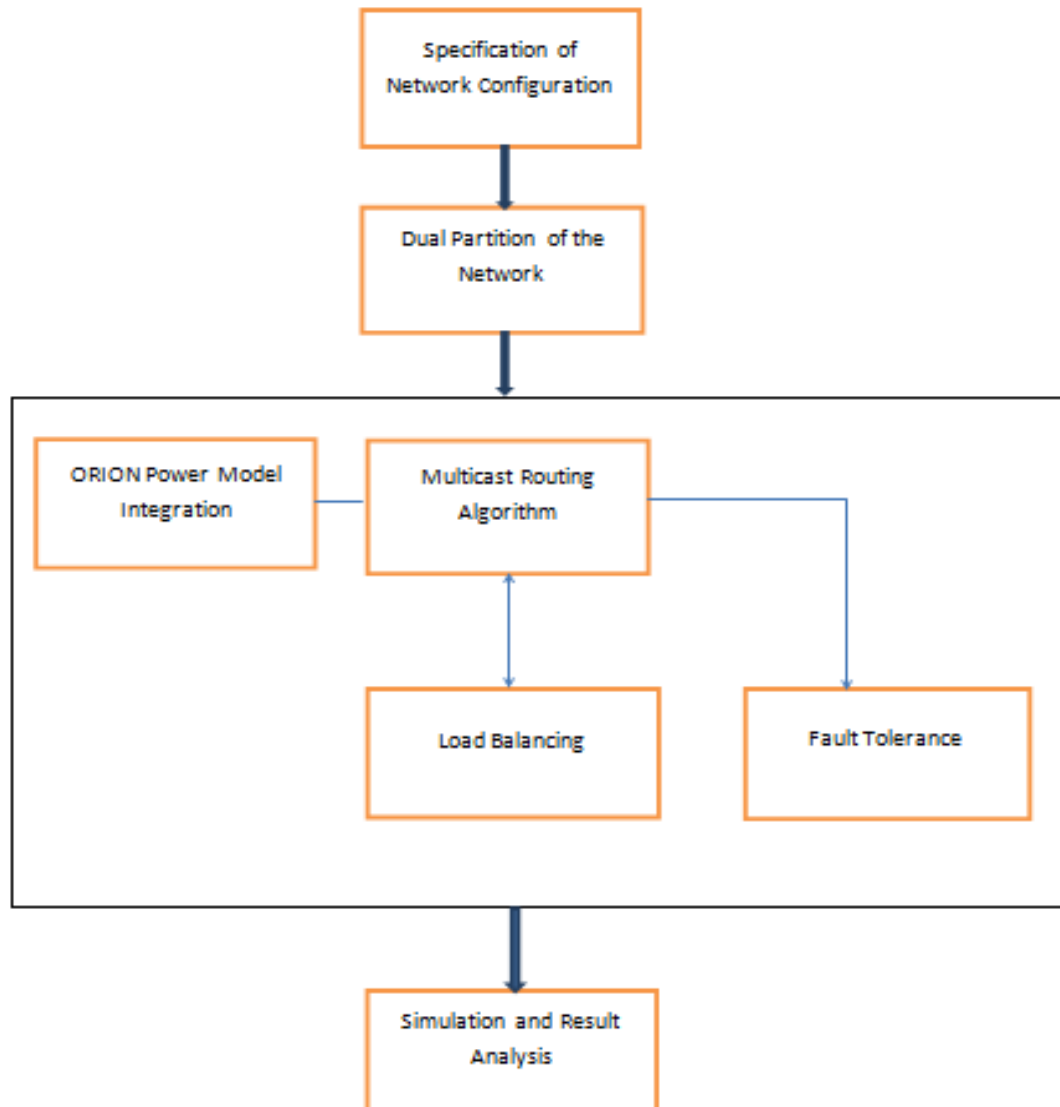 Specification of
Network Configuration
Dual Partition of the
Network
ORION Power Model
Integration
Multicast Routing
Algorithm
Load Balancing
Fault Tolerance
Simulation and Result
Analysis